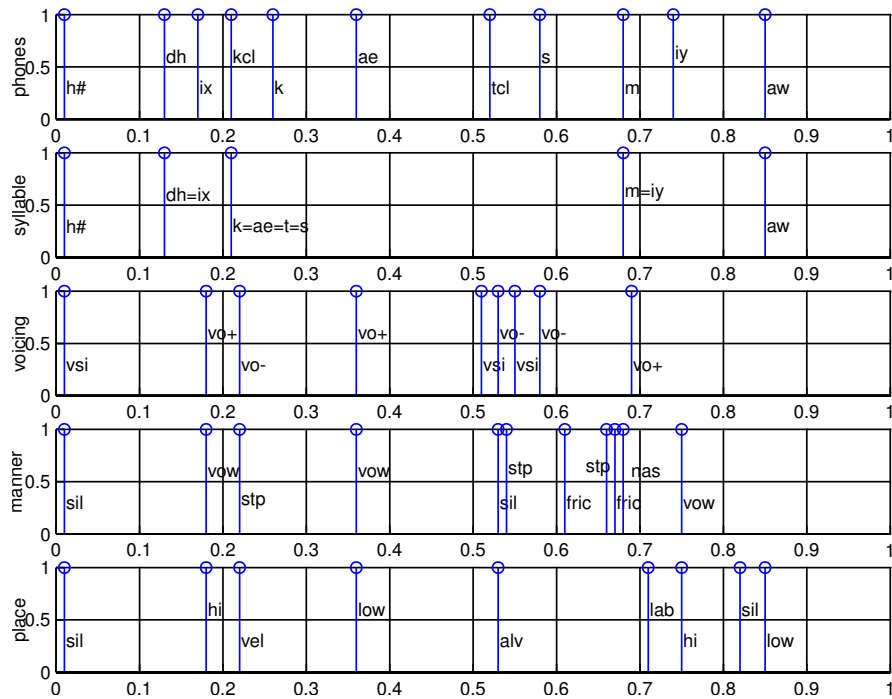 1
0.5
0
phones
dh kcl ae s iy
h# ix k tcl m aw
0 0.1 0.2 0.3 0.4 0.5 0.6 0.7 0.8 0.9 1
1
0.5
0
syllable
dh=ix m=iy
h# k=ae=t=s aw
0 0.1 0.2 0.3 0.4 0.5 0.6 0.7 0.8 0.9 1
1
0.5
0
voicing
vo+ vo+ vo- vo-
vsi vo- vsi vsi vo+
0 0.1 0.2 0.3 0.4 0.5 0.6 0.7 0.8 0.9 1
1
0.5
0
manner
vow vow stp stp nas
sil stp sil fric fric vow
0 0.1 0.2 0.3 0.4 0.5 0.6 0.7 0.8 0.9 1
1
0.5
0
place
hi low lab sil
sil vel alv hi low
0 0.1 0.2 0.3 0.4 0.5 0.6 0.7 0.8 0.9 1